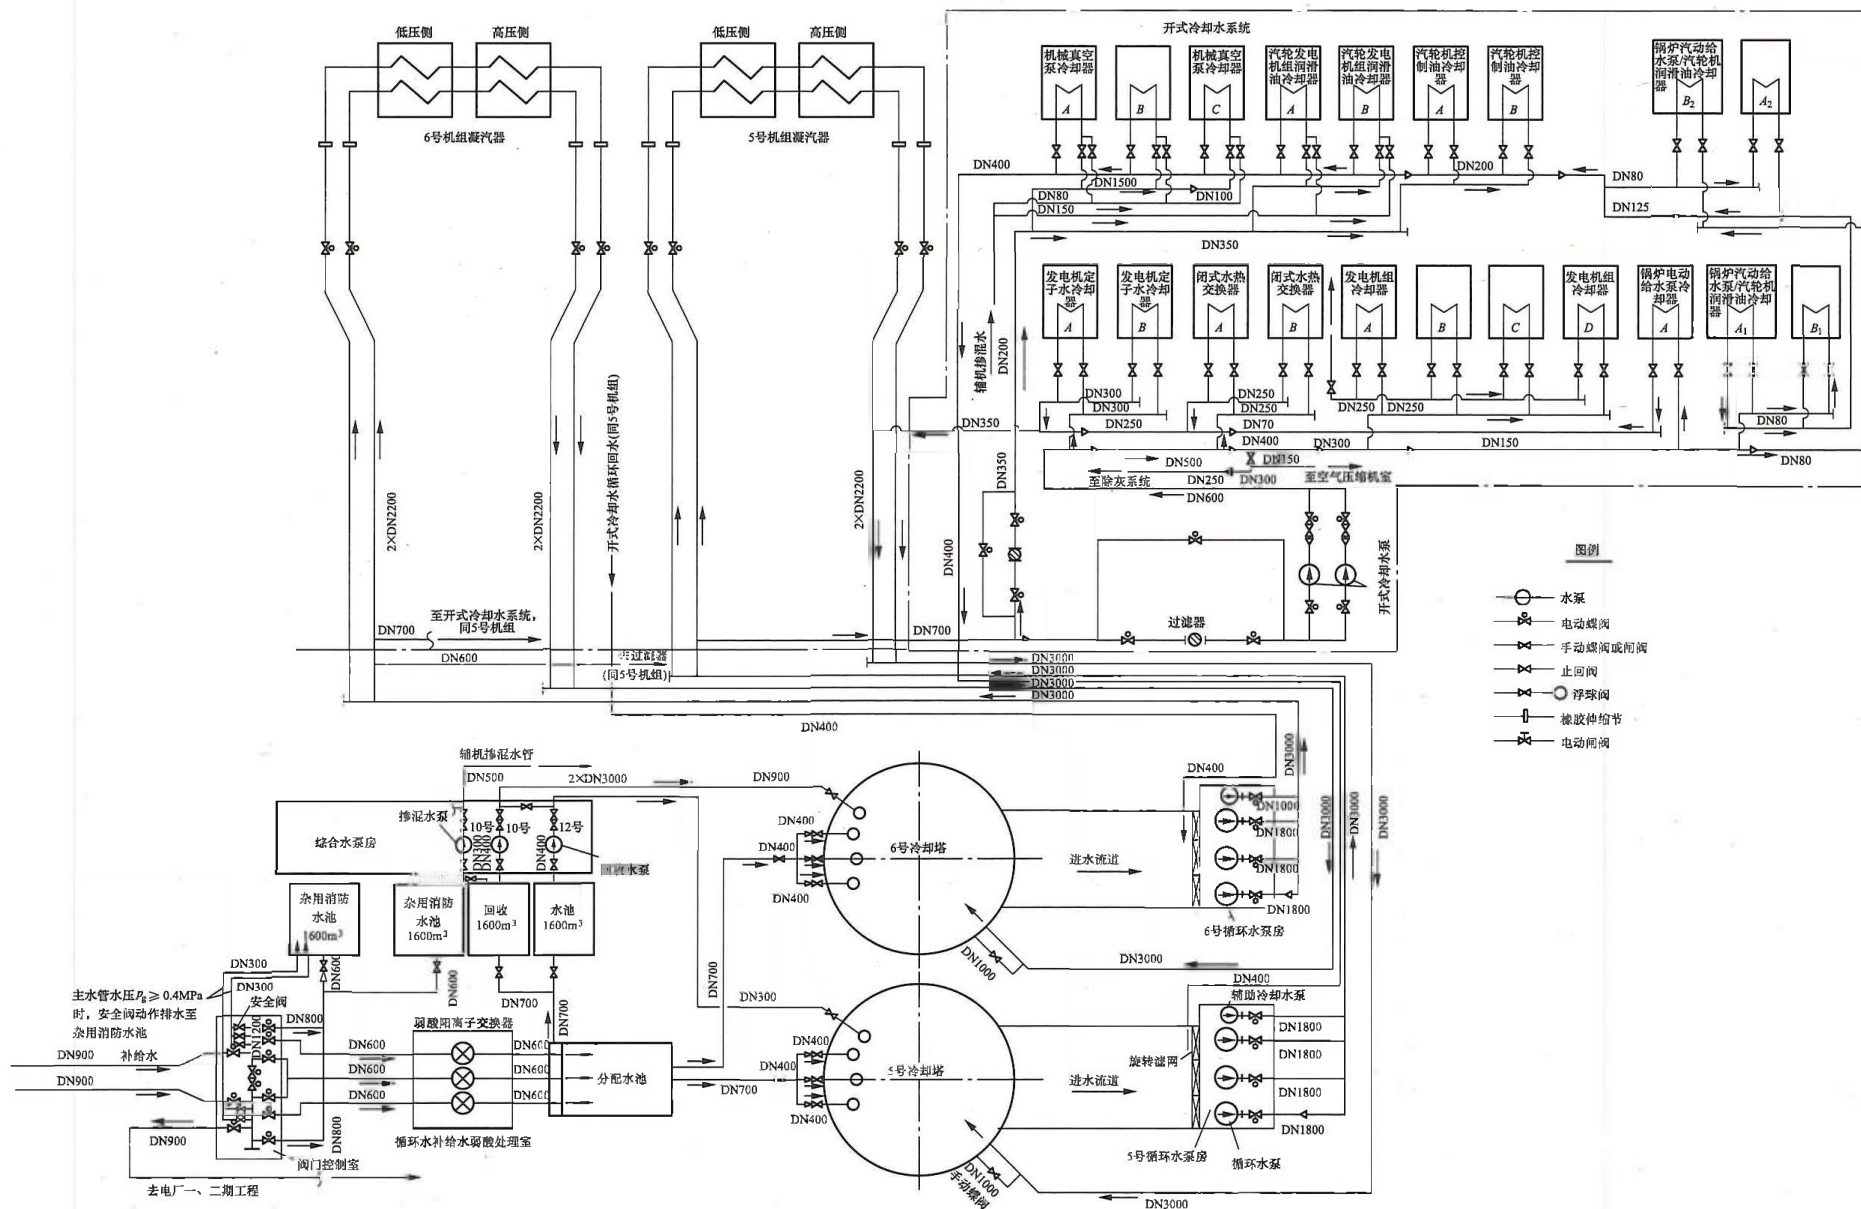 开式冷却水系统
低压侧
高压侧
低压侧
高压侧
6号机组凝汽器
5号机组凝汽器
机械真空
泵冷却器
A
B
机械真空
泵冷却器
C
汽轮发电
机组润滑
油冷却器
A
汽轮发电
机组润滑
油冷却器
B
汽轮机控
制油冷却
器
A
汽轮机控
制油冷却
器
B
锅炉汽动给
水泵/汽轮机
润滑油冷却
器
B2
A2
DN400
DN1500
DN80
DN150
DN100
DN200
DN80
DN125
DN350
发电机定
子水冷却
器
A
发电机定
子水冷却
器
B
闭式水热
交换器
A
闭式水热
交换器
B
发电机组
冷却器
A
B
C
发电机组
冷却器
D
锅炉电动
给水泵冷
却器
A
锅炉汽动给
水泵/汽轮机
润滑油冷却
器
A1
B1
辅机掺混水
DN200
DN300
DN300
DN250
DN250
DN250
DN250
DN250
DN350
DN250
DN70
DN400
DN300
DN150
DN80
DN80
DN500
DN150
至除灰系统
DN250
DN300
至空气压缩机室
DN600
DN350
2×DN2200
2×DN2200
开式冷却水循环回水(同5号机组)
2×DN2200
DN400
过滤器
开式冷却水泵
图例
水泵
电动蝶阀
手动蝶阀或闸阀
止回阀
浮球阀
橡胶伸缩节
电动闸阀
至开式冷却水系统,
同5号机组
DN700
DN600
过滤器
(同5号机组)
DN700
DN3000
DN3000
DN3000
DN3000
DN400
辅机掺混水管
DN500
2×DN3000
DN900
DN400
DN3000
DN3000
DN3000
DN3000
掺混水泵
10号
10号
12号
综合水泵房
DN300
DN400
DN400
回收水泵
DN400
DN400
DN400
6号冷却塔
进水流道
DN1000
DN1800
DN1800
DN1800
6号循环水泵房
杂用消防
水池
1600m³
杂用消防
水池
1600m³
回收
1600m³
水池
1600m³
DN300
DN300
DN600
DN600
DN700
DN700
DN700
DN300
DN1000
DN3000
DN400
主水管水压Pg≥0.4MPa
时，安全阀动作排水至
杂用消防水池
安全阀
DN800
DN1200
弱酸阳离子交换器
DN900
补给水
DN900
DN600
DN600
DN600
DN600
DN600
DN600
分配水池
DN700
DN400
DN400
DN400
5号冷却塔
进水流道
辅助冷却水泵
旋转滤网
DN1800
DN1800
DN1800
DN1800
5号循环水泵房
循环水泵
DN900
DN800
循环水补给水弱酸处理室
阀门控制室
去电厂一、二期工程
DN1000
手动蝶阀
DN3000